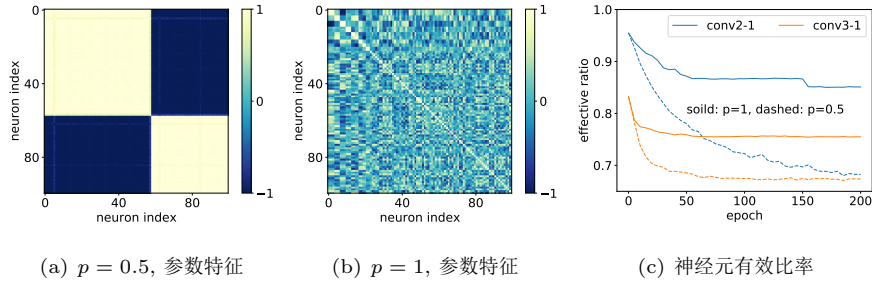 0
40
80
neuron index
0
40
80
neuron index
1
0
−1
0
40
80
neuron index
0
40
80
neuron index
1
0
−1
1.0
0.9
0.8
0.7
effective ratio
conv2-1
conv3-1
soild: p=1, dashed: p=0.5
0
50
100
150
200
epoch
(a) p = 0.5, 参数特征
(b) p = 1, 参数特征
(c) 神经元有效比率